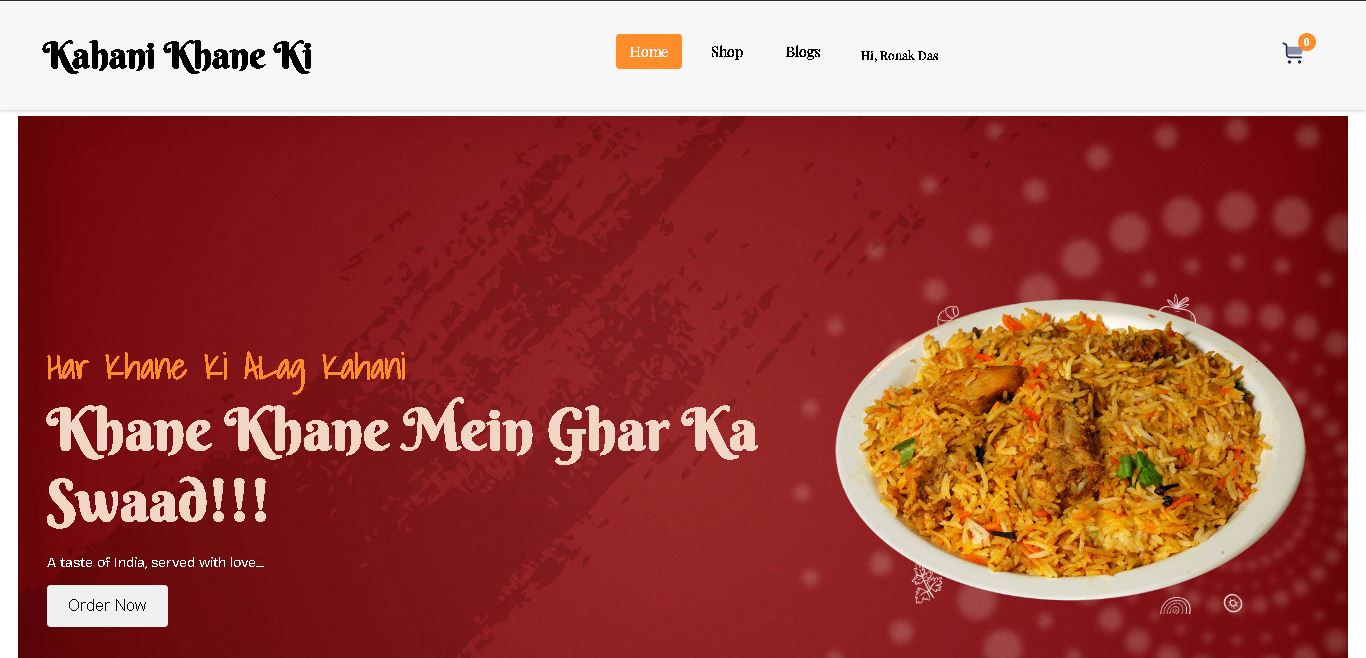 Kahani Khane Ki
Home Shop Blogs Hi, Ronak Das
0
Har Khane Ki ALag Kahani
Khane Khane Mein Ghar Ka
Swaad!!!
A taste of India, served with love...
Order Now